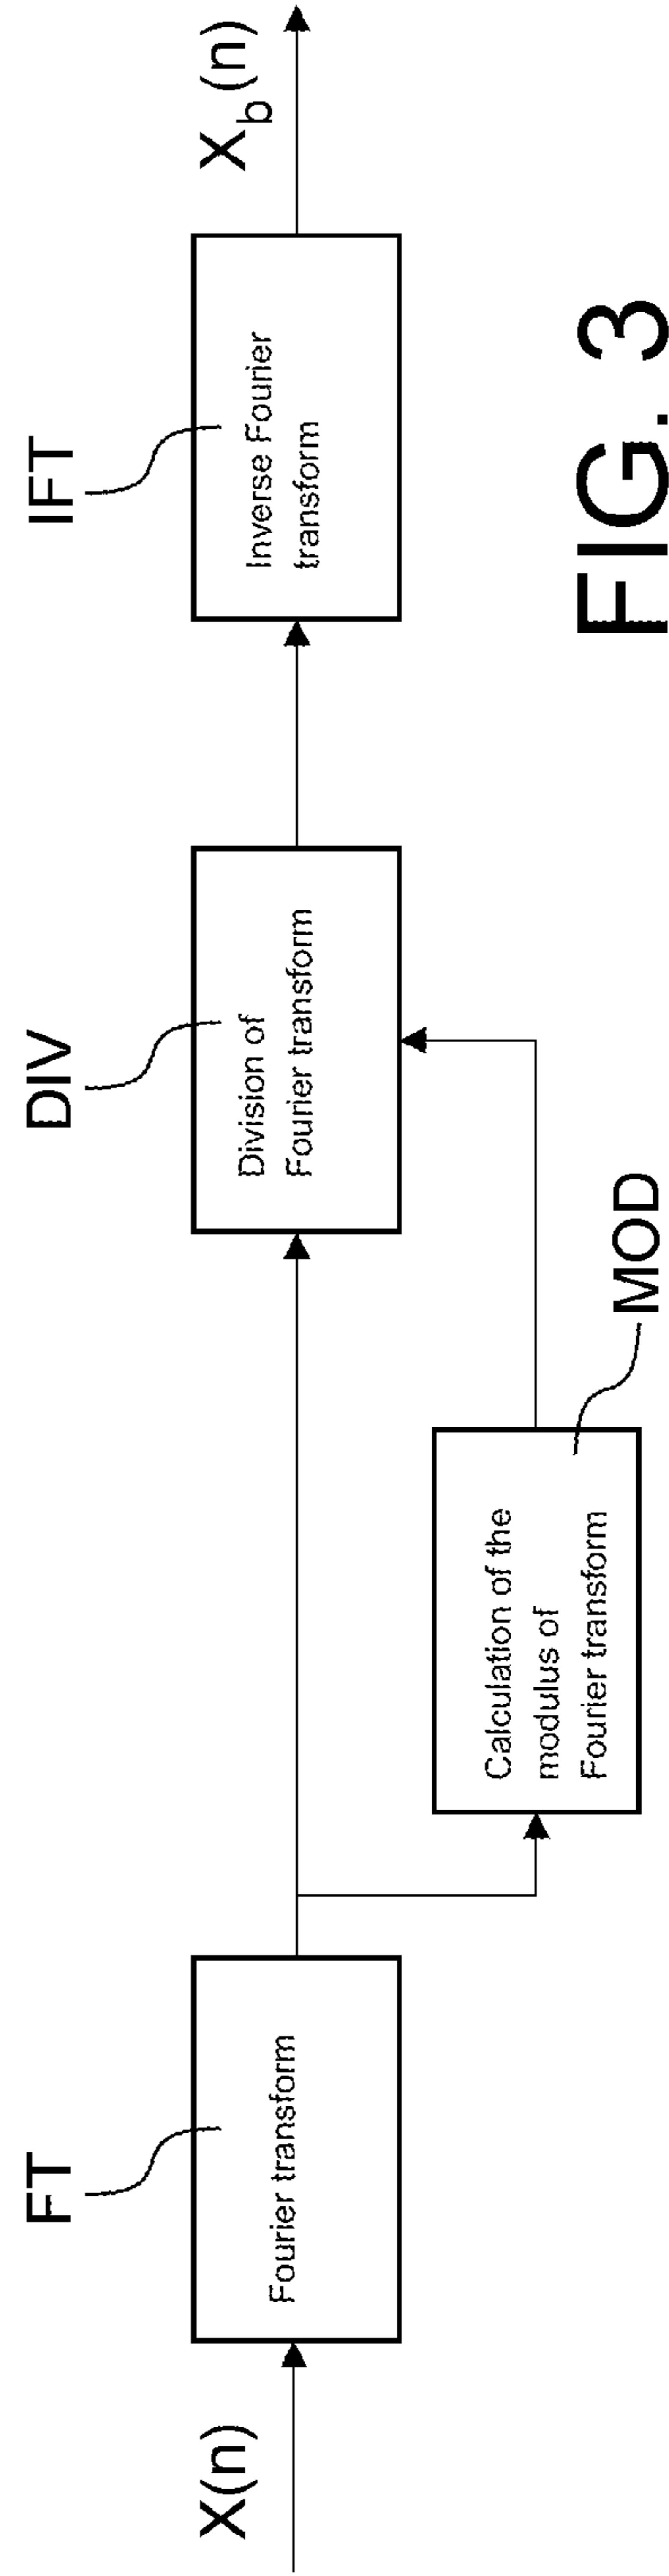 X(n)
FT
Fourier transform
Calculation of the
modulus of
Fourier transform
MOD
DIV
Division of
Fourier transform
IFT
Inverse Fourier
transform
Xb (n)
FIG. 3